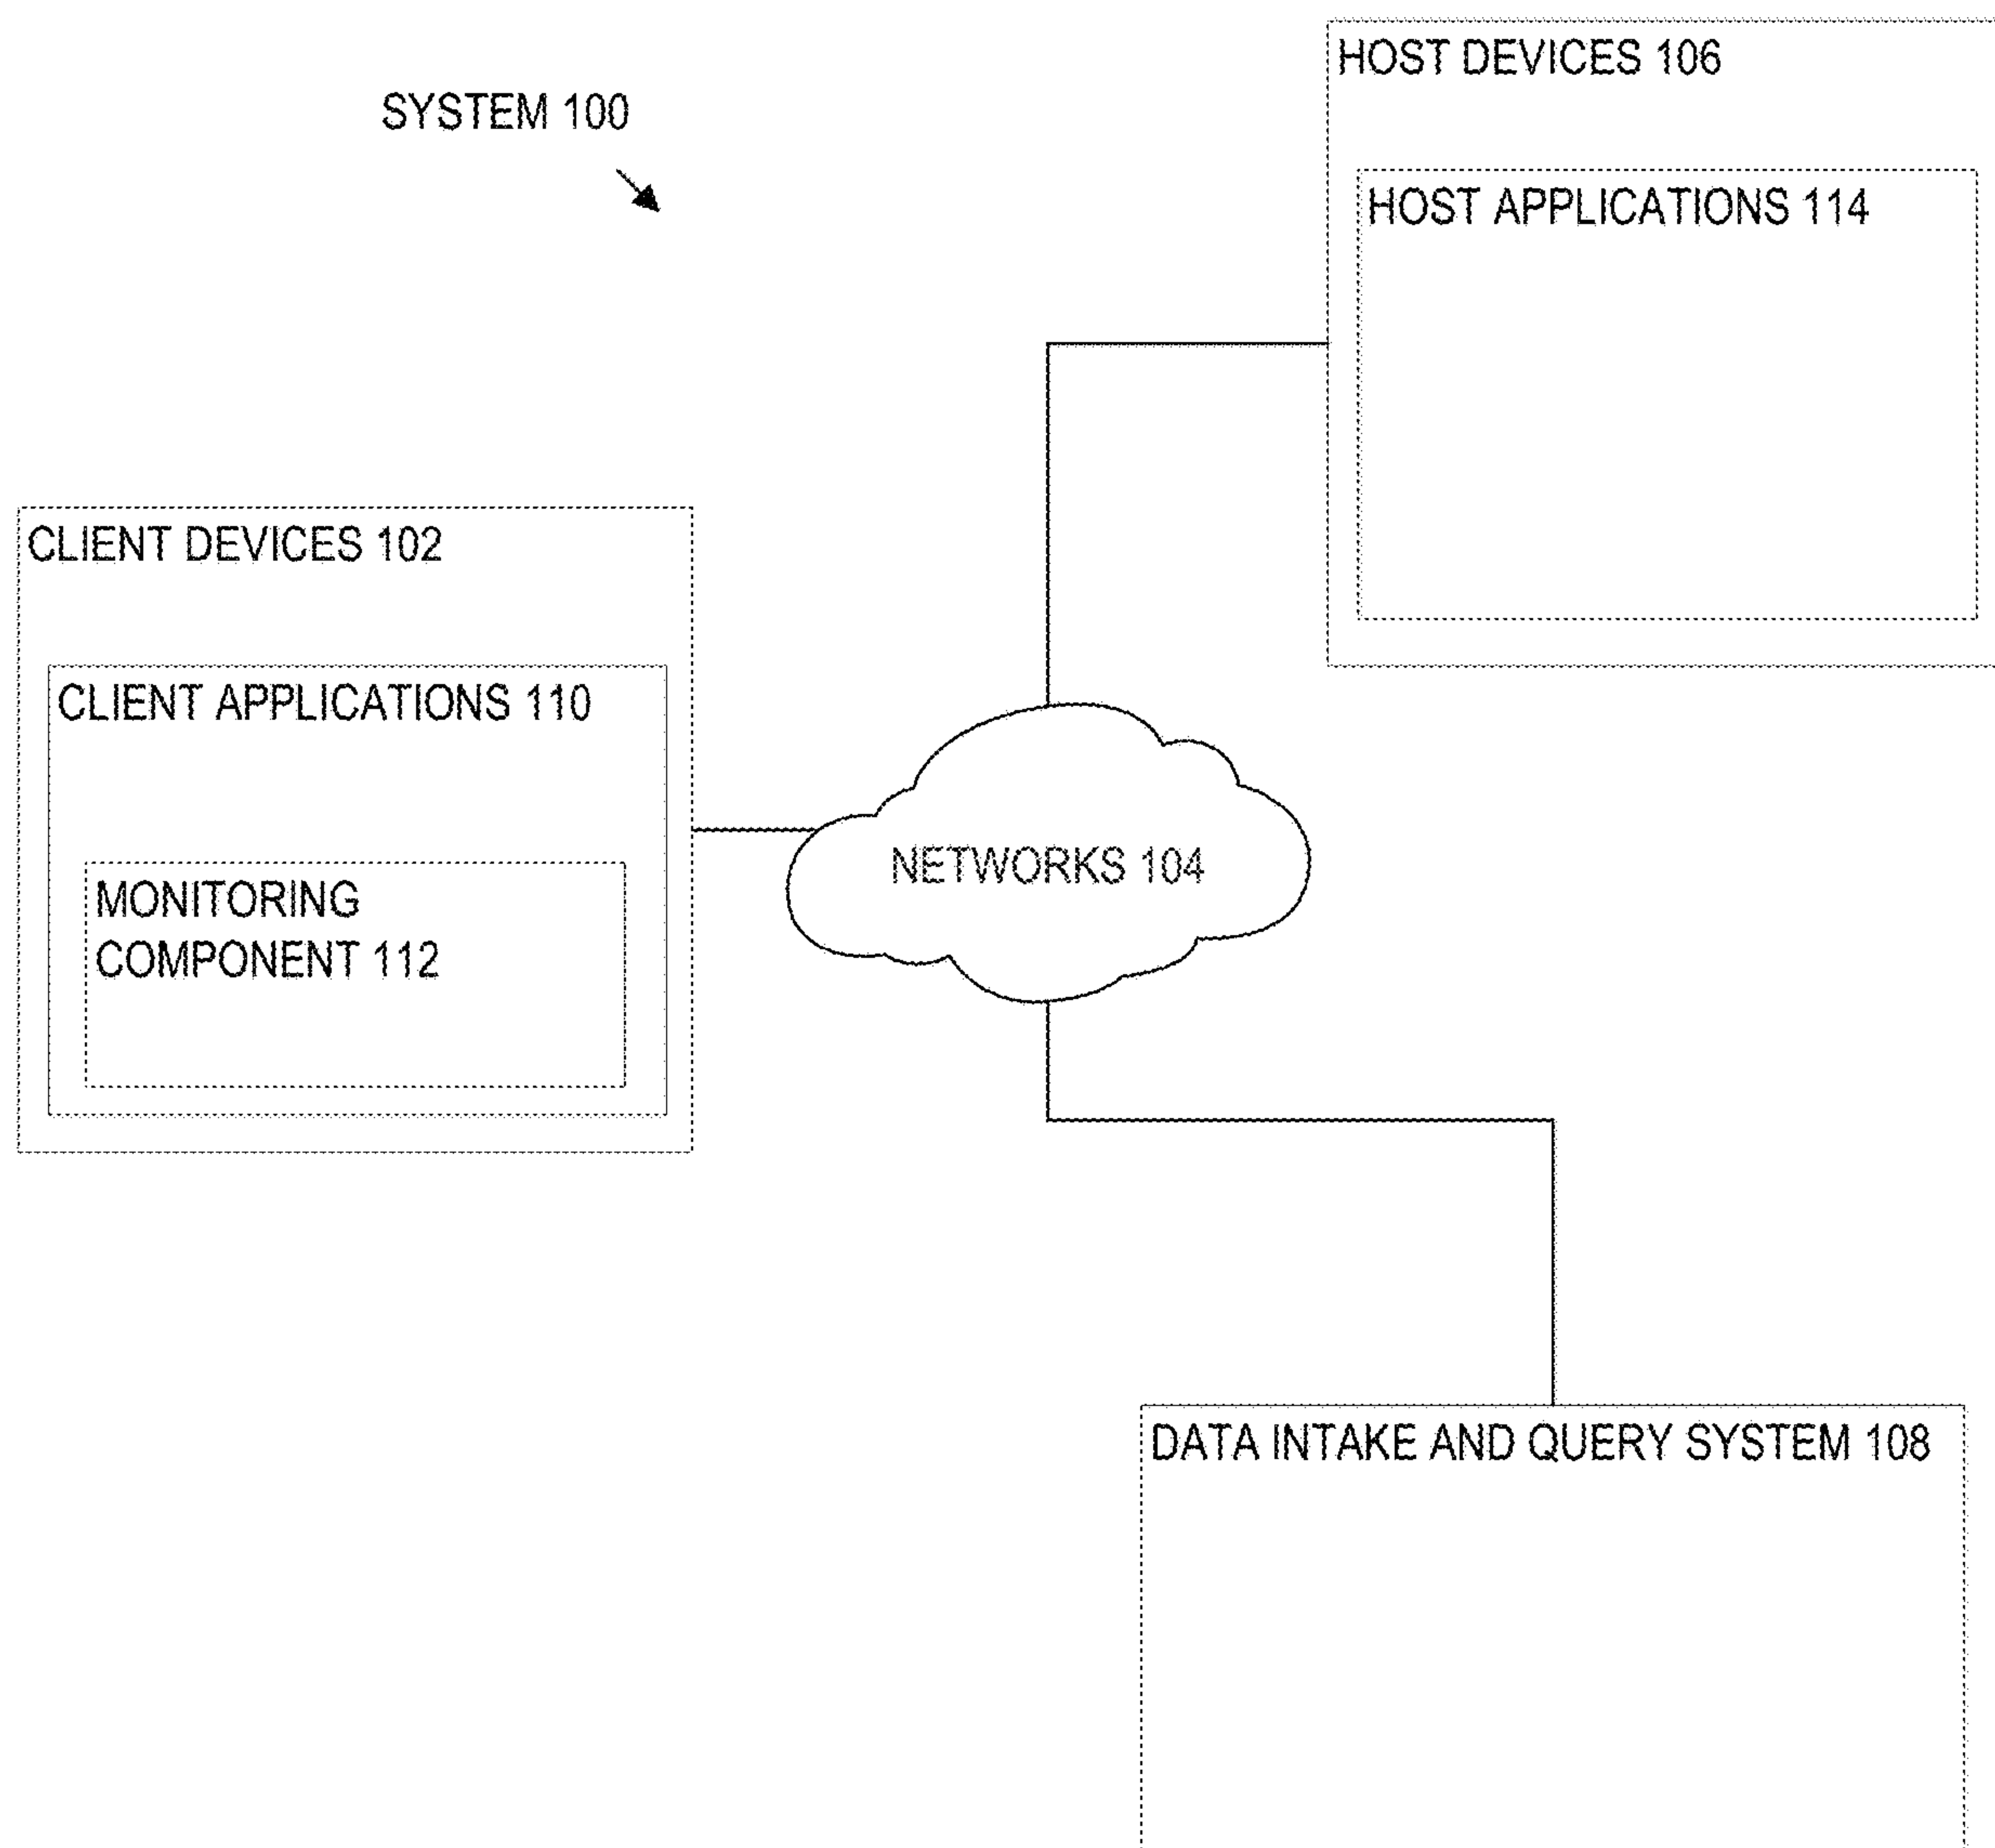 SYSTEM 100
HOST DEVICES 106
HOST APPLICATIONS 114
CLIENT DEVICES 102
CLIENT APPLICATIONS 110
MONITORING
COMPONENT 112
NETWORKS 104
DATA INTAKE AND QUERY SYSTEM 108